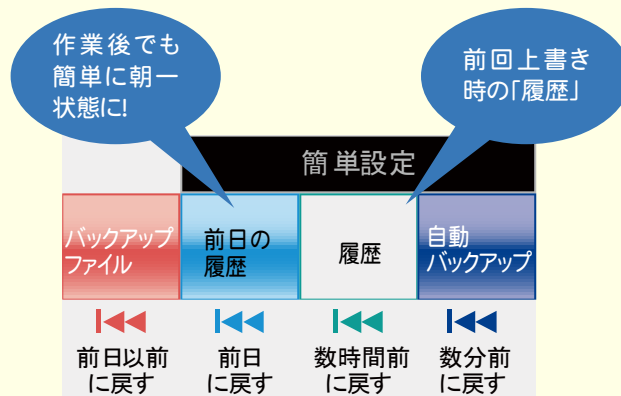 作業後でも
簡単に朝一
状態に!
前回上書き
時の「履歴」
簡単設定
バックアップ
ファイル
前日の
履歴
履歴
自動
バックアップ
前日以前
に戻す
前日
に戻す
数時間前
に戻す
数分前
に戻す